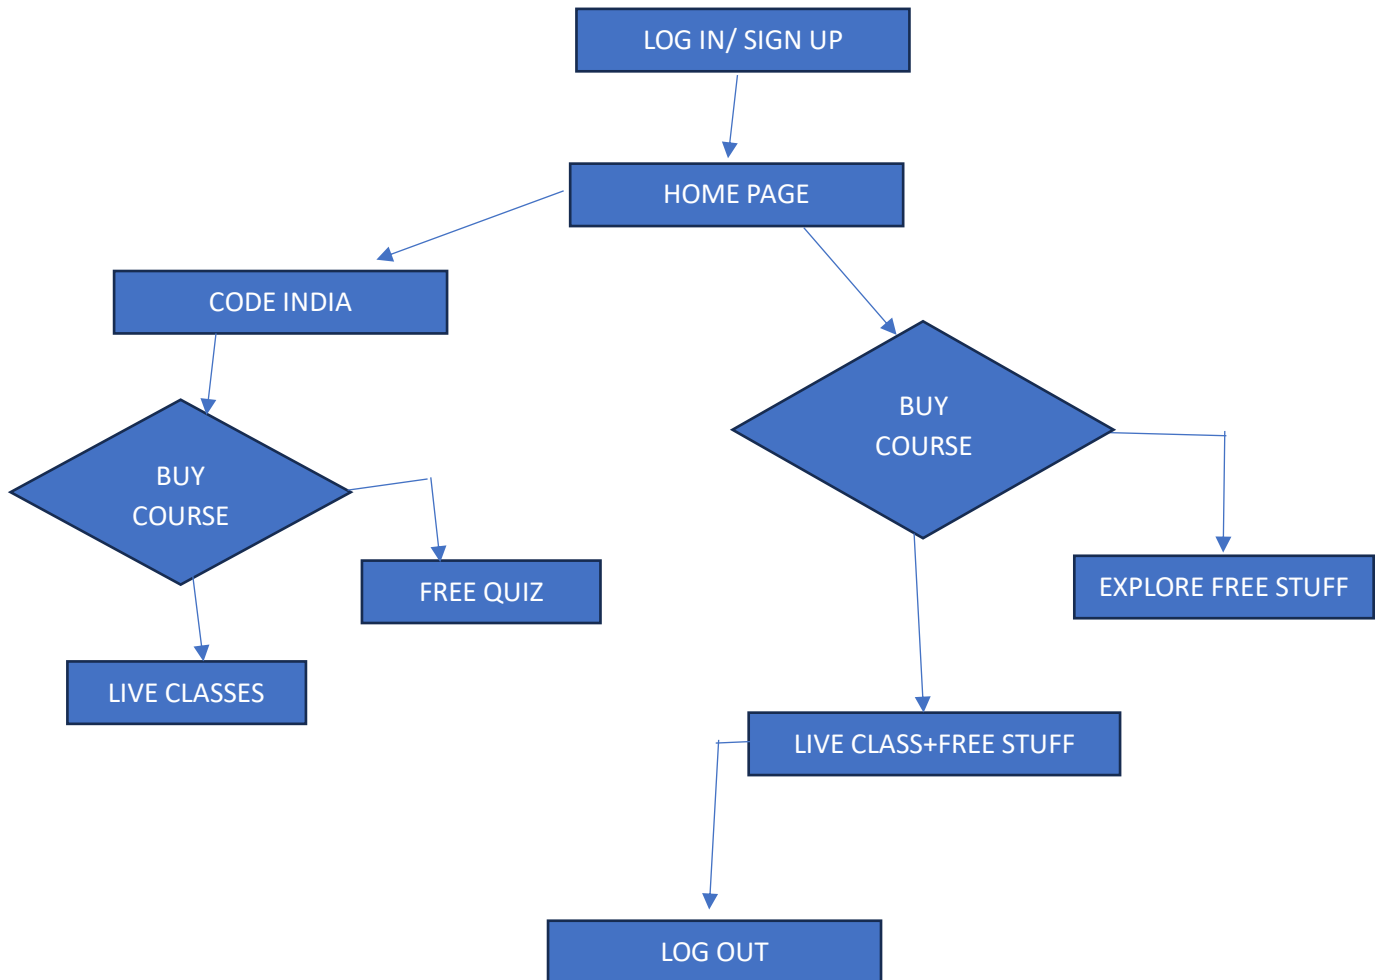 LOG IN/ SIGN UP
HOME PAGE
CODE INDIA
BUY
COURSE
BUY
COURSE
FREE QUIZ
EXPLORE FREE STUFF
LIVE CLASSES
LIVE CLASS+FREE STUFF
LOG OUT